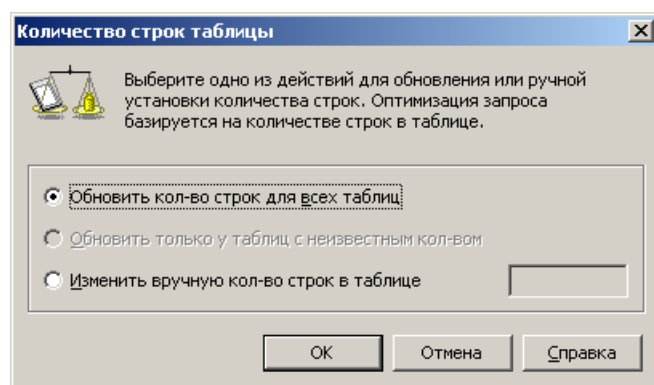 Количество строк таблицы
Выберите одно из действий для обновления или ручной
установки количества строк. Оптимизация запроса
базируется на количестве строк в таблице.
Обновить кол-во строк для всех таблиц
Обновить только у таблиц с неизвестным кол-вом
Изменить вручную кол-во строк в таблице
OK Отмена Справка